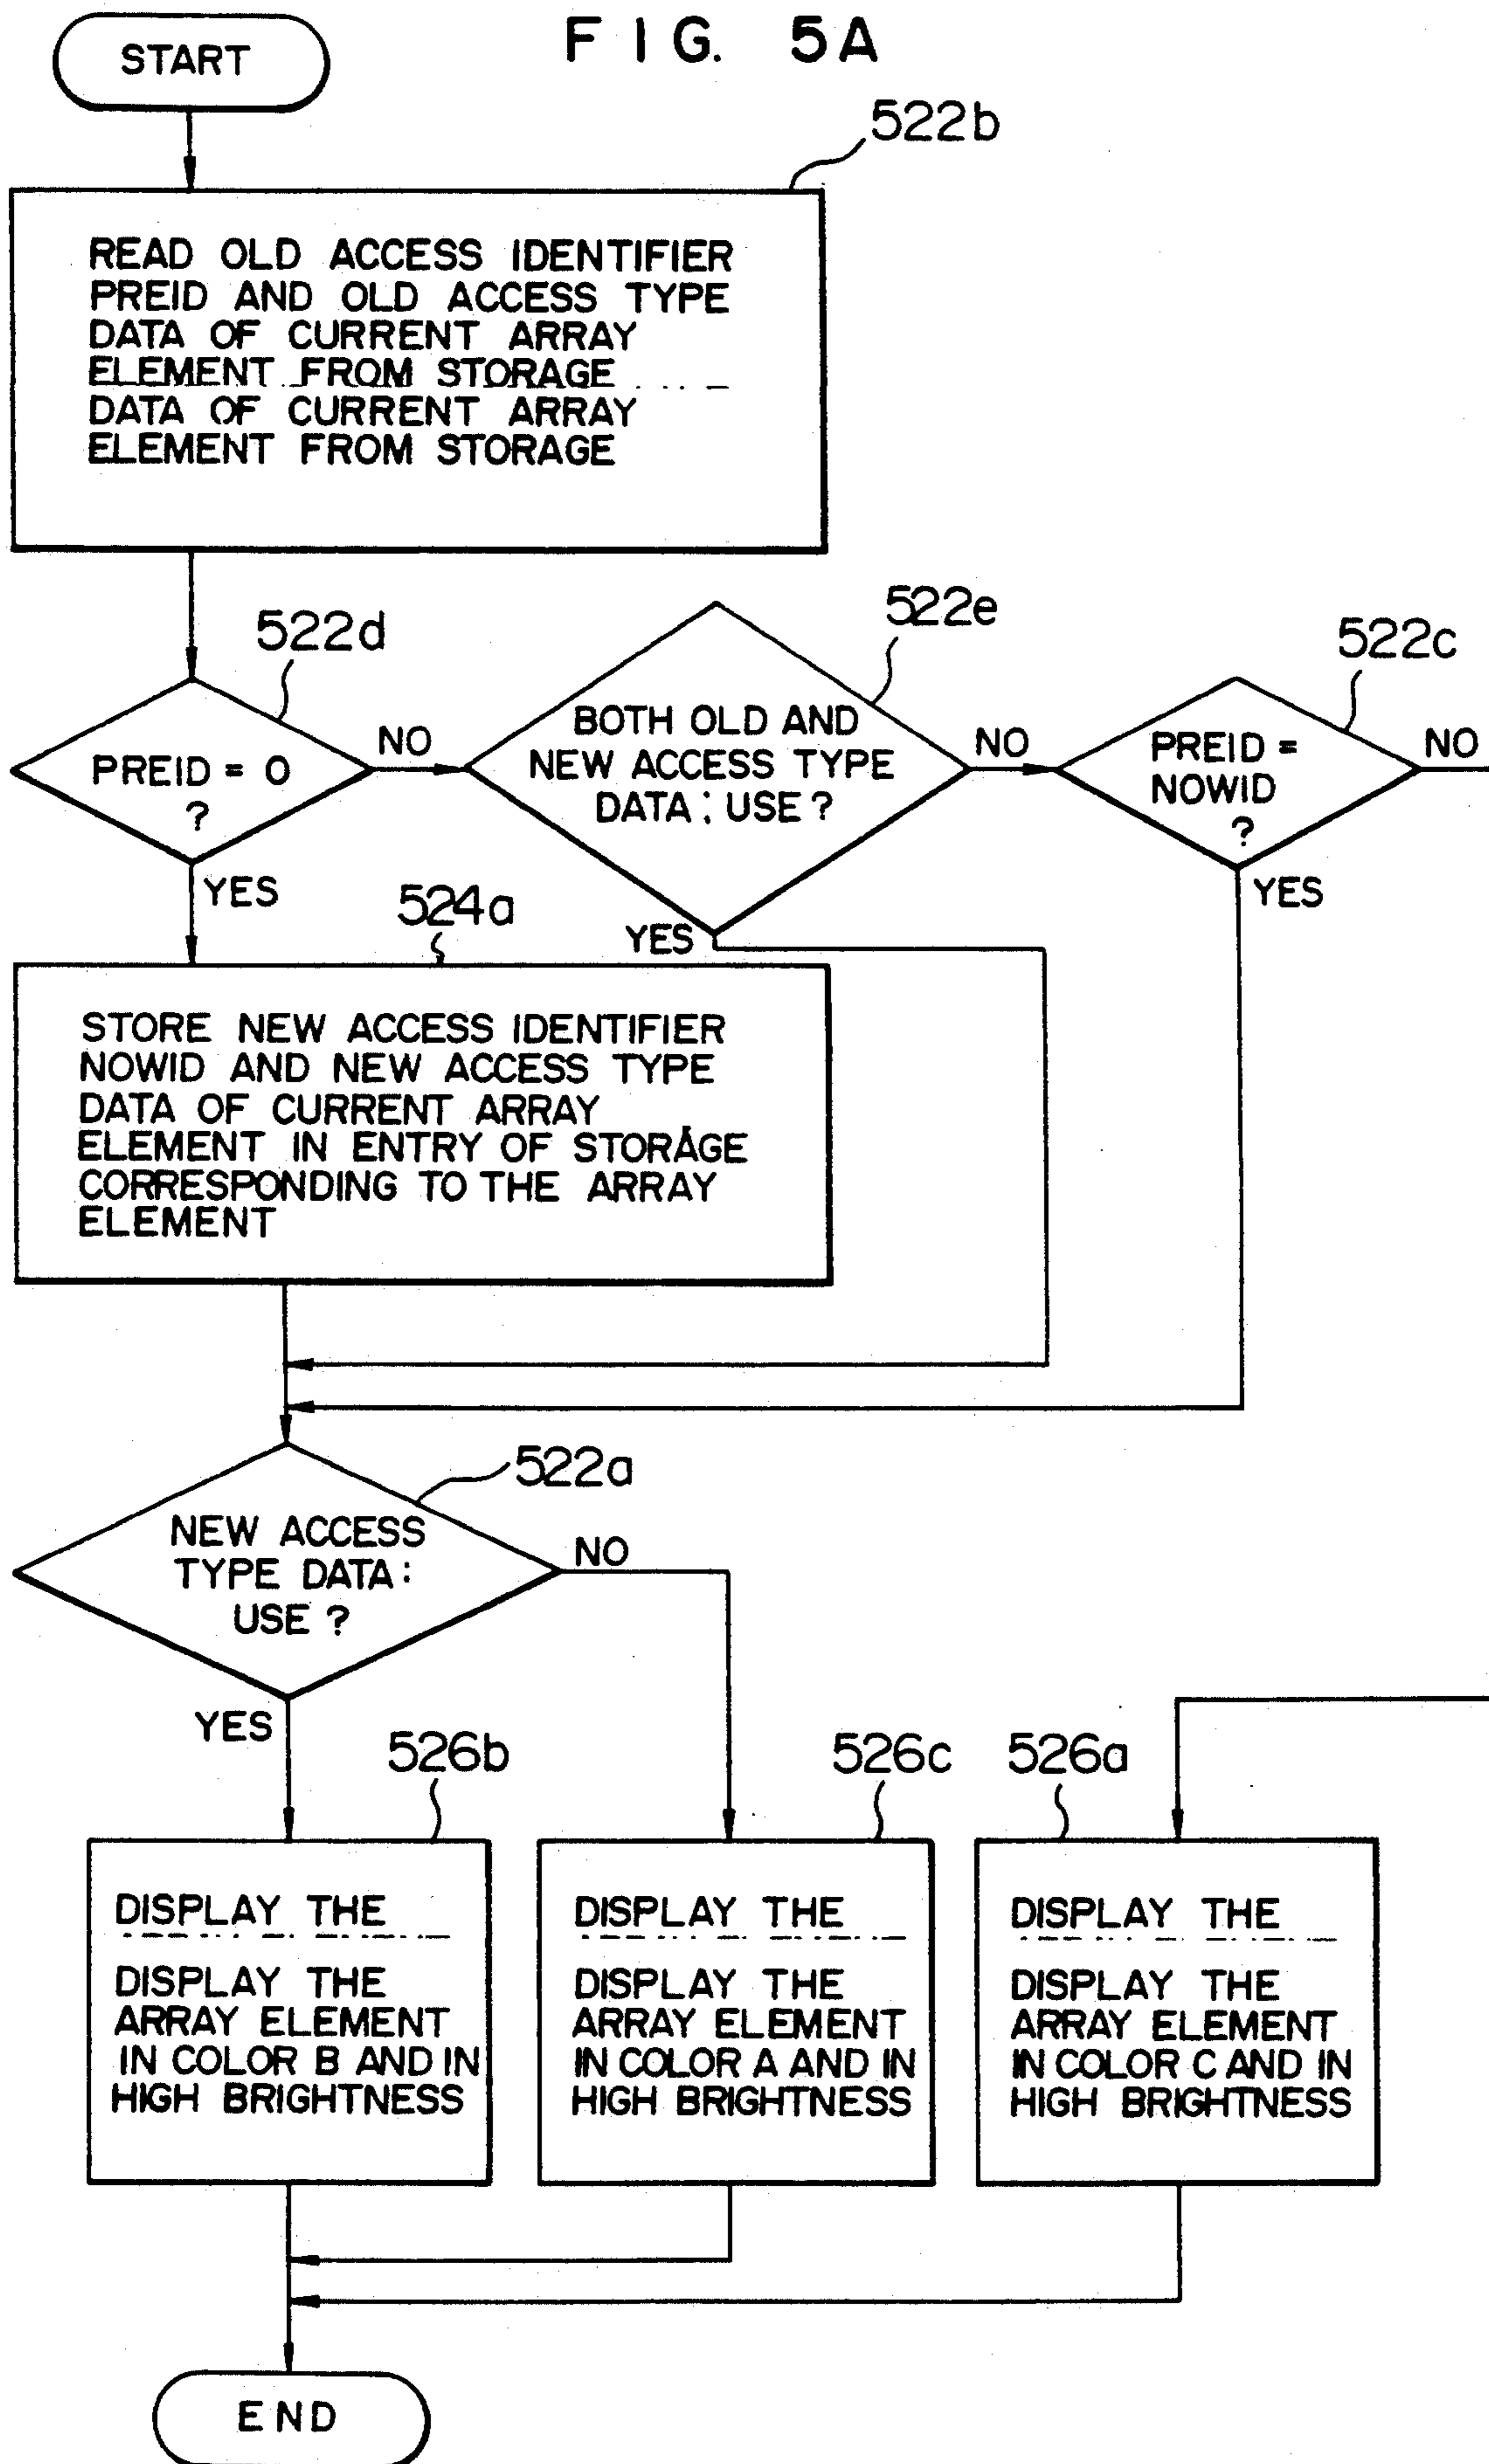 FIG. 5A
START
522b
READ OLD ACCESS IDENTIFIER
PREID AND OLD ACCESS TYPE
DATA OF CURRENT ARRAY
ELEMENT FROM STORAGE
DATA OF CURRENT ARRAY
ELEMENT FROM STORAGE
522d
PREID = 0
?
NO
YES
522e
BOTH OLD AND
NEW ACCESS TYPE
DATA: USE?
NO
YES
522c
PREID =
NOWID
?
NO
YES
524a
STORE NEW ACCESS IDENTIFIER
NOWID AND NEW ACCESS TYPE
DATA OF CURRENT ARRAY
ELEMENT IN ENTRY OF STORAGE
CORRESPONDING TO THE ARRAY
ELEMENT
522a
NEW ACCESS
TYPE DATA:
USE ?
NO
YES
526b
DISPLAY THE
DISPLAY THE
ARRAY ELEMENT
IN COLOR B AND IN
HIGH BRIGHTNESS
526c
DISPLAY THE
DISPLAY THE
ARRAY ELEMENT
IN COLOR A AND IN
HIGH BRIGHTNESS
526a
DISPLAY THE
DISPLAY THE
ARRAY ELEMENT
IN COLOR C AND IN
HIGH BRIGHTNESS
END